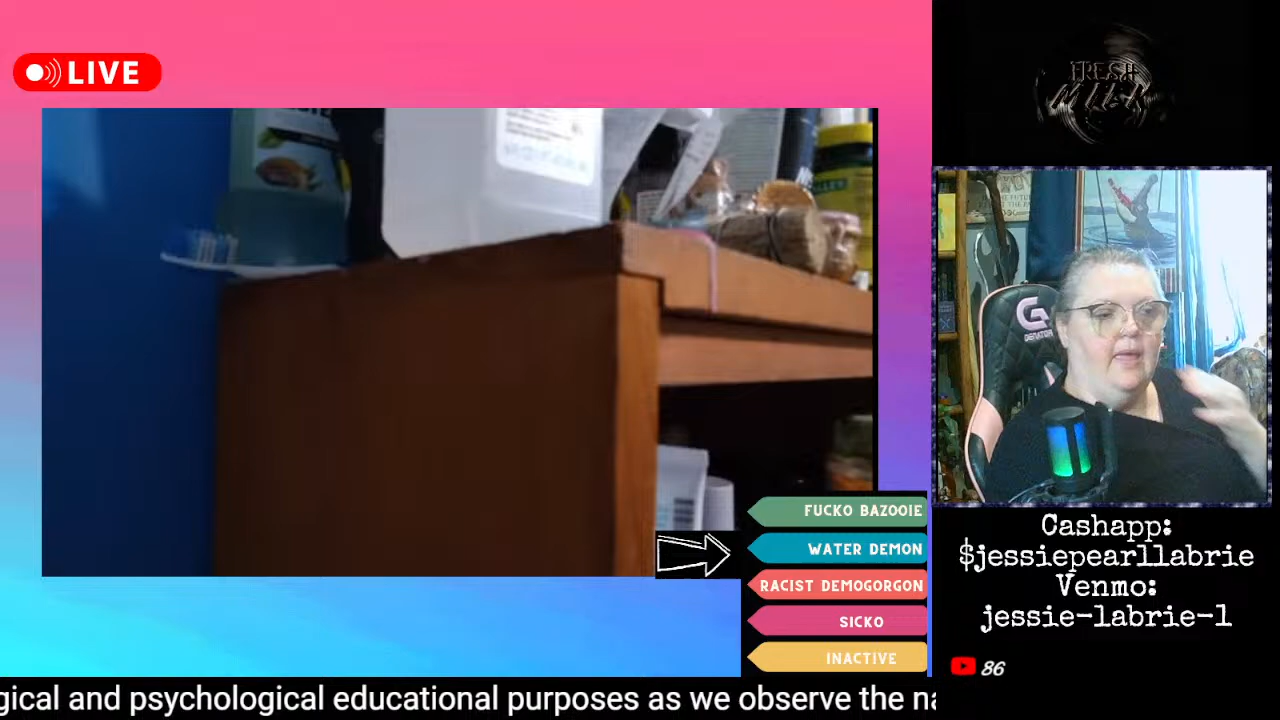 LIVE
FUCKO BAZOOIE
WATER DEMON
RACIST DEMOGORGON
SICKO
INACTIVE
gical and psychological educational purposes as we observe the na
FRESH
MILK
Cashapp:
$jessiepearllabrie
Venmo:
jessie-labrie-1
86